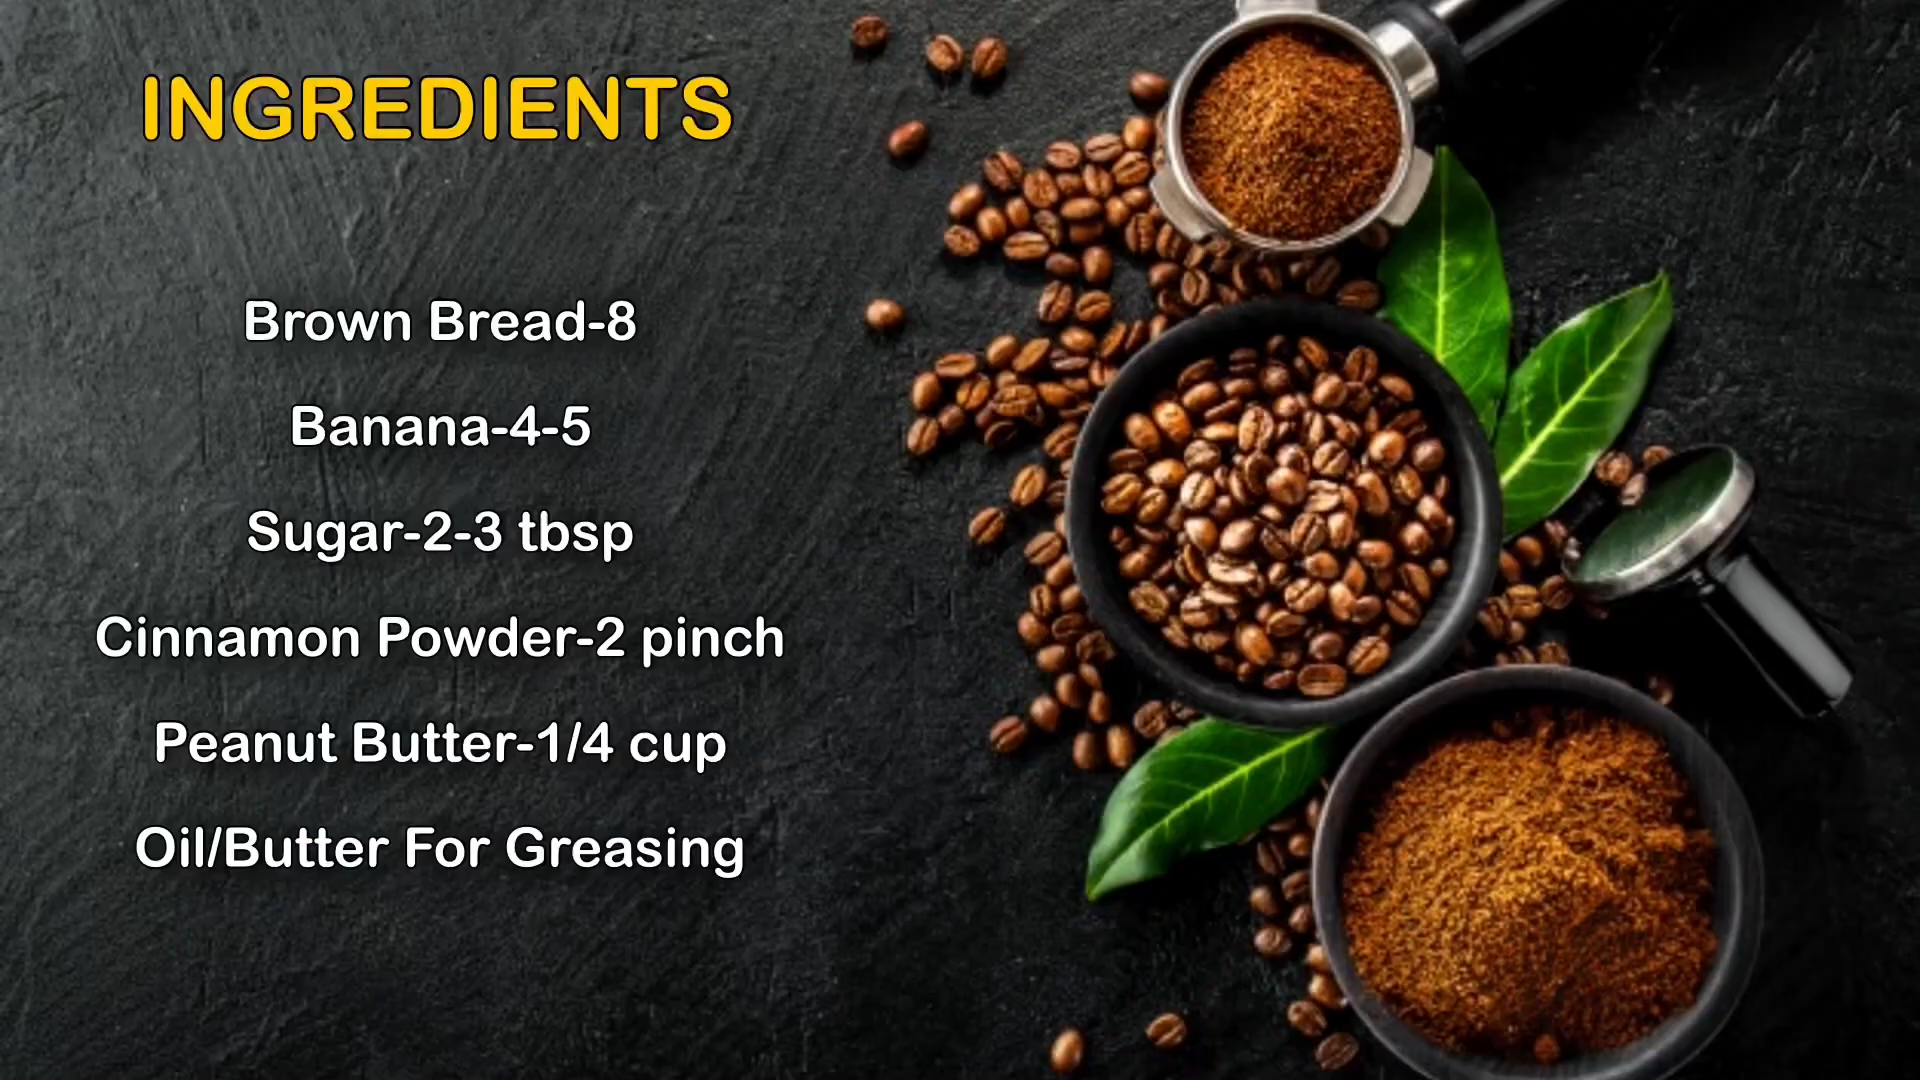 INGREDIENTS
Brown Bread-8
Banana-4-5
Sugar-2-3 tbsp
Cinnamon Powder-2 pinch
Peanut Butter-1/4 cup
Oil/Butter For Greasing